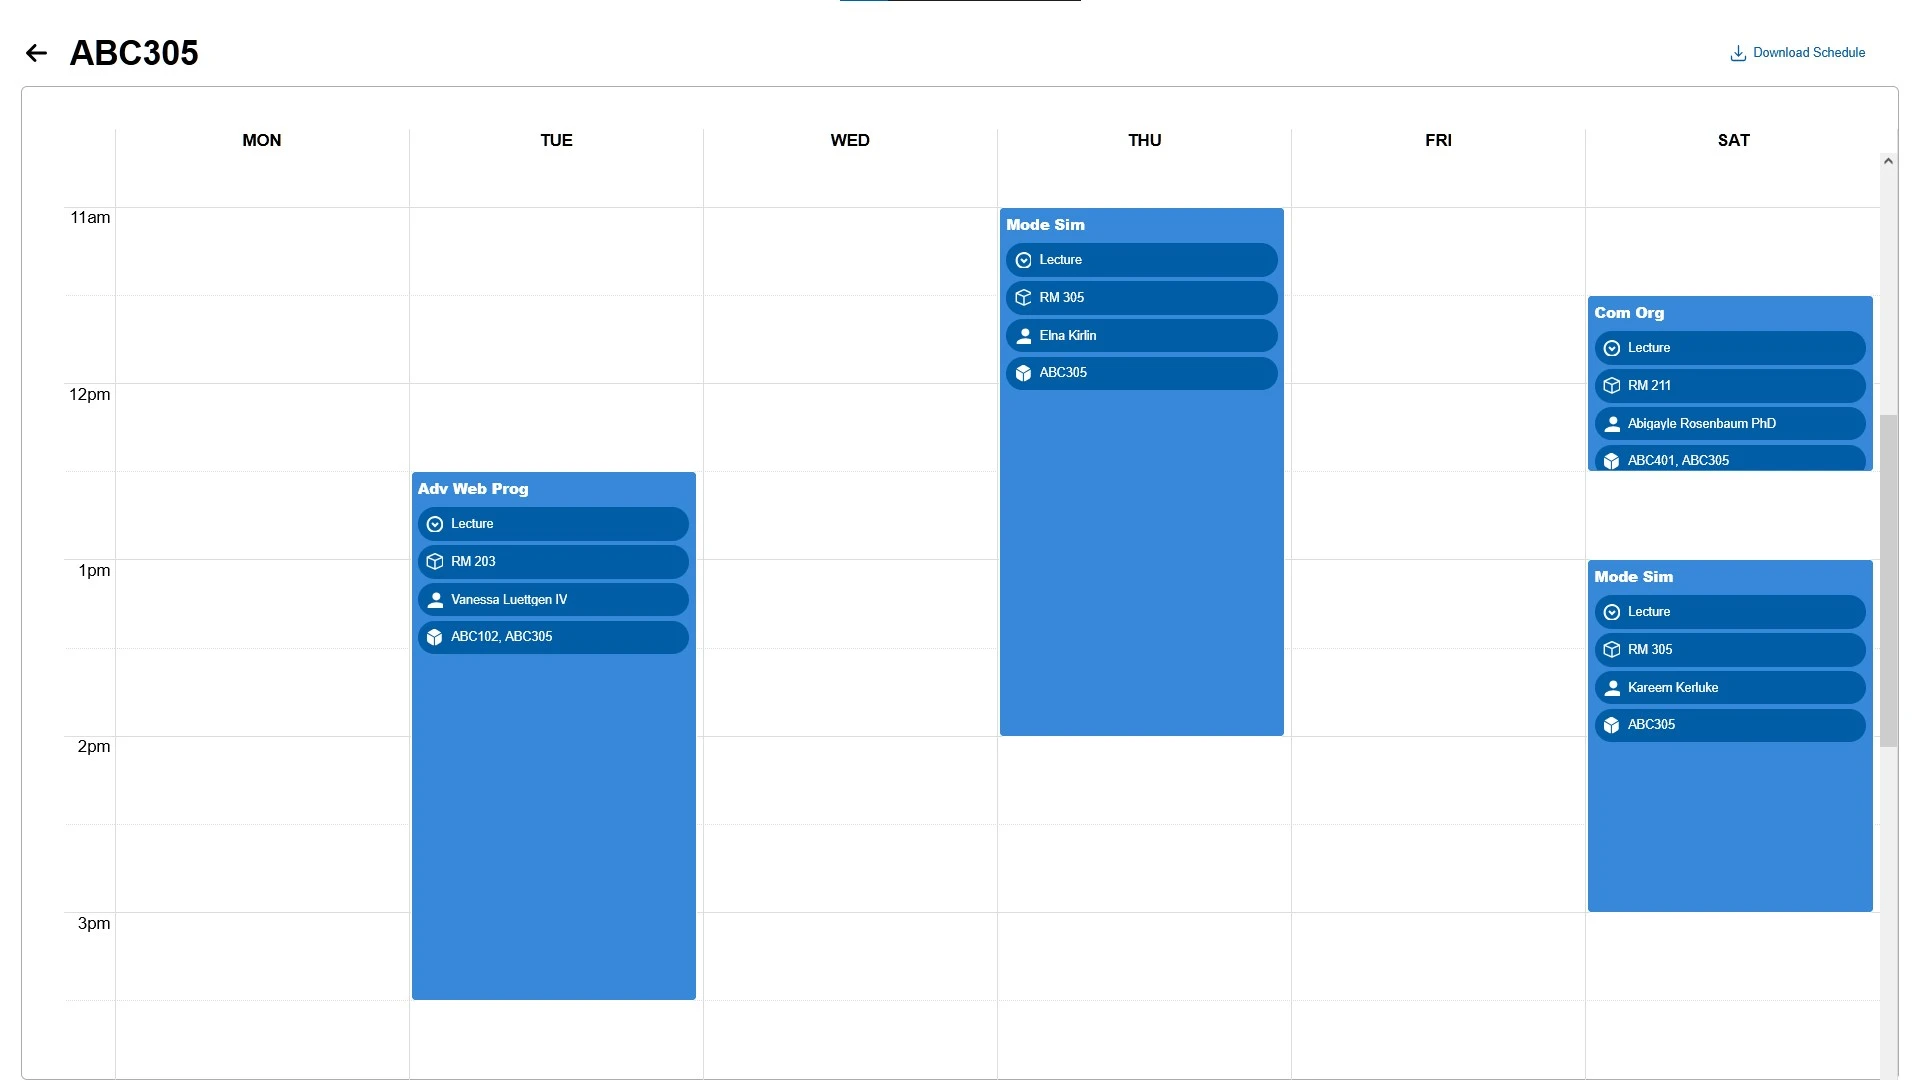 ABC305
Download Schedule
MON TUE WED THU FRI SAT
11am
12pm
1pm
2pm
3pm
Adv Web Prog
Lecture
RM 203
Vanessa Luettgen IV
ABC102, ABC305
Mode Sim
Lecture
RM 305
Elna Kirlin
ABC305
Com Org
Lecture
RM 211
Abigayle Rosenbaum PhD
ABC401, ABC305
Mode Sim
Lecture
RM 305
Kareem Kerluke
ABC305